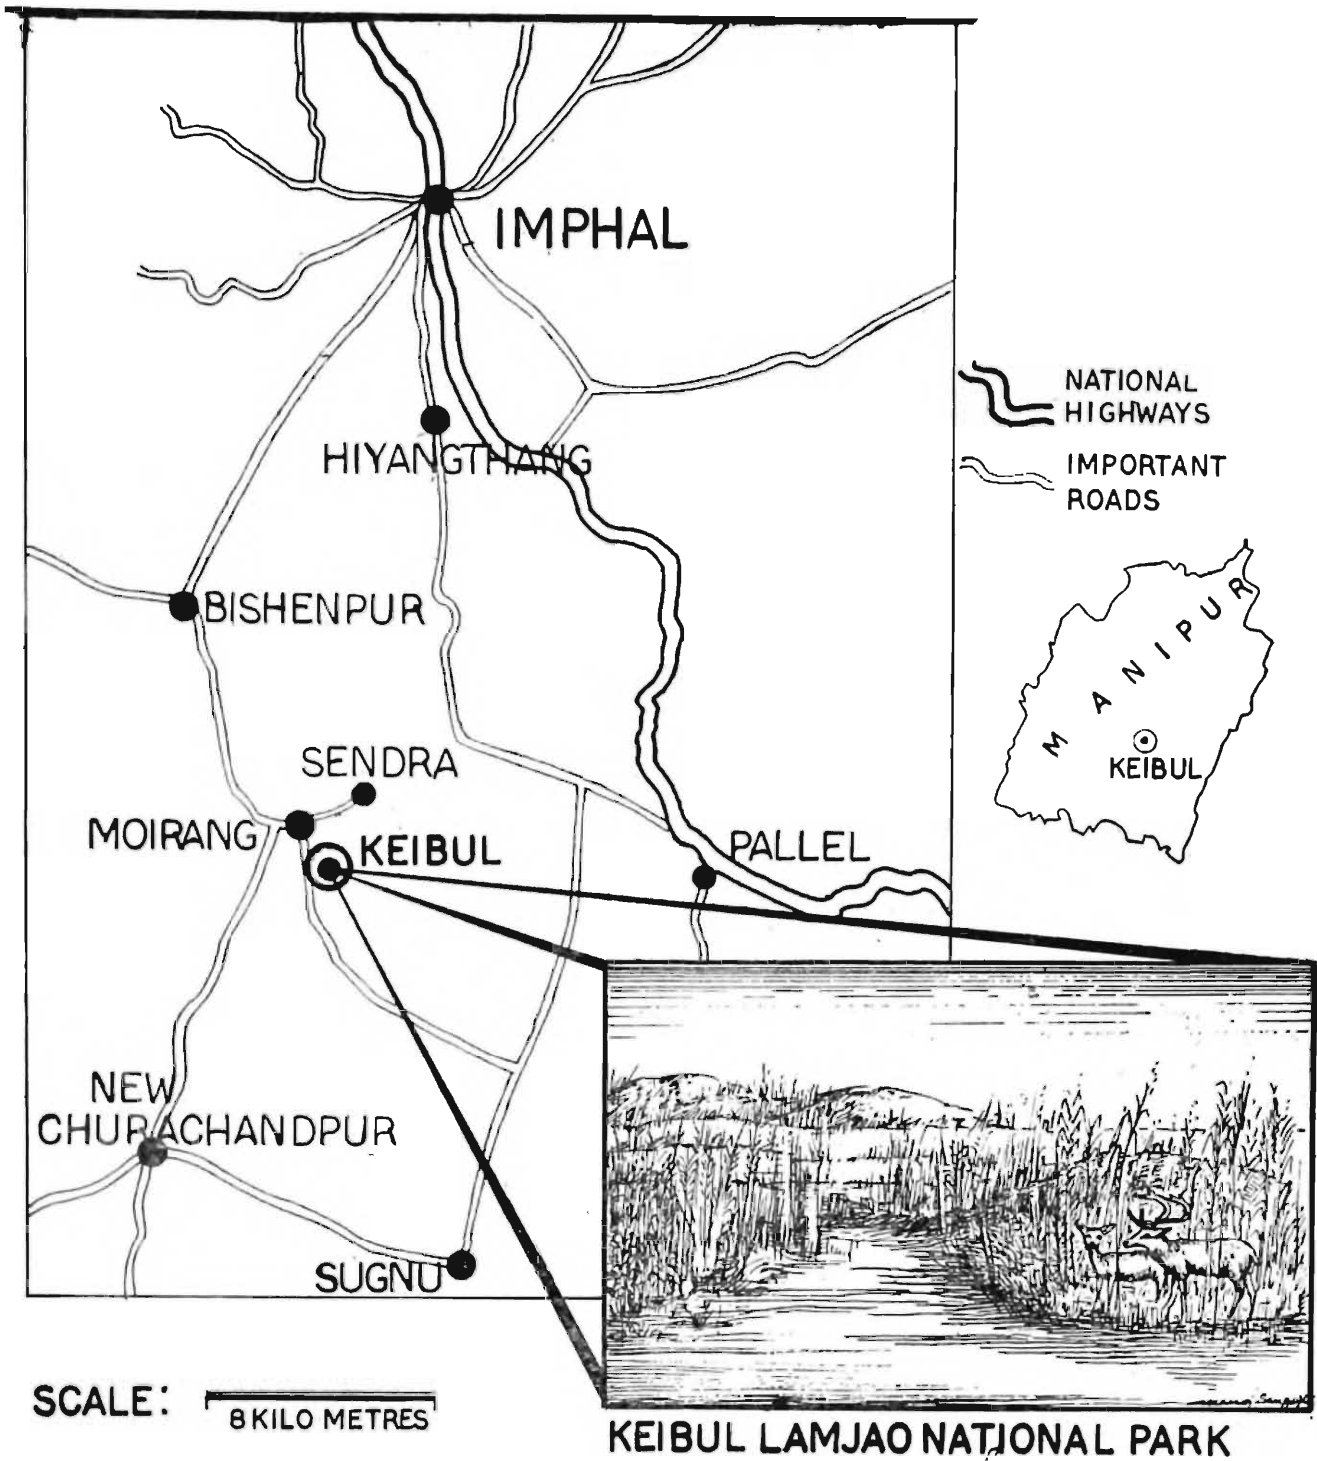 IMPHAL
NATIONAL
HIGHWAYS
HIYANGTHANG
IMPORTANT
ROADS
BISHENPUR
MANIPUR
SENDRA
KEIBUL
MOIRANG
KEIBUL
PALLEL
NEW
CHURACHANDPUR
SUGNU
SCALE:
8 KILO METRES
KEIBUL LAMJAO NATIONAL PARK